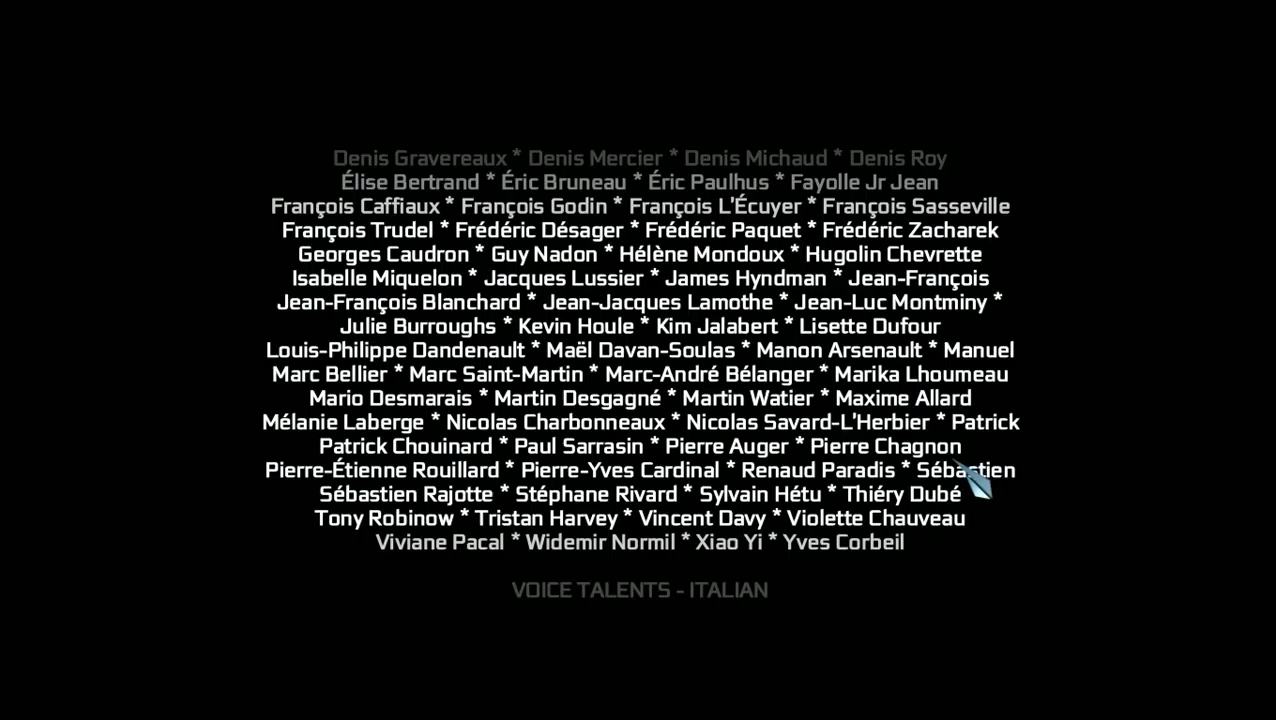 Denis Gravereaux * Denis Mercier * Denis Michaud * Denis Roy
Élise Bertrand * Éric Bruneau * Éric Paulhus * Fayolle Jr Jean
François Caffiaux * François Godin * François L'Écuyer * François Sasseville
François Trudel * Frédéric Désager * Frédéric Paquet * Frédéric Zacharek
Georges Caudron * Guy Nadon * Hélène Mondoux * Hugolin Chevrette
Isabelle Miquelon * Jacques Lussier * James Hyndman * Jean-François
Jean-François Blanchard * Jean-Jacques Lamothe * Jean-Luc Montminy *
Julie Burroughs * Kevin Houle * Kim Jalabert * Lisette Dufour
Louis-Philippe Dandenault * Maël Davan-Soulas * Manon Arsenault * Manuel
Marc Bellier * Marc Saint-Martin * Marc-André Bélanger * Marika Lhoumeau
Mario Desmarais * Martin Desgagné * Martin Watier * Maxime Allard
Mélanie Laberge * Nicolas Charbonneaux * Nicolas Savard-L'Herbier * Patrick
Patrick Chouinard * Paul Sarrasin * Pierre Auger * Pierre Chagnon
Pierre-Étienne Rouillard * Pierre-Yves Cardinal * Renaud Paradis * Sébastien
Sébastien Rajotte * Stéphane Rivard * Sylvain Hétu * Thiéry Dubé
Tony Robinow * Tristan Harvey * Vincent Davy * Violette Chauveau
Viviane Pacal * Widemir Normil * Xiao Yi * Yves Corbeil
VOICE TALENTS - ITALIAN